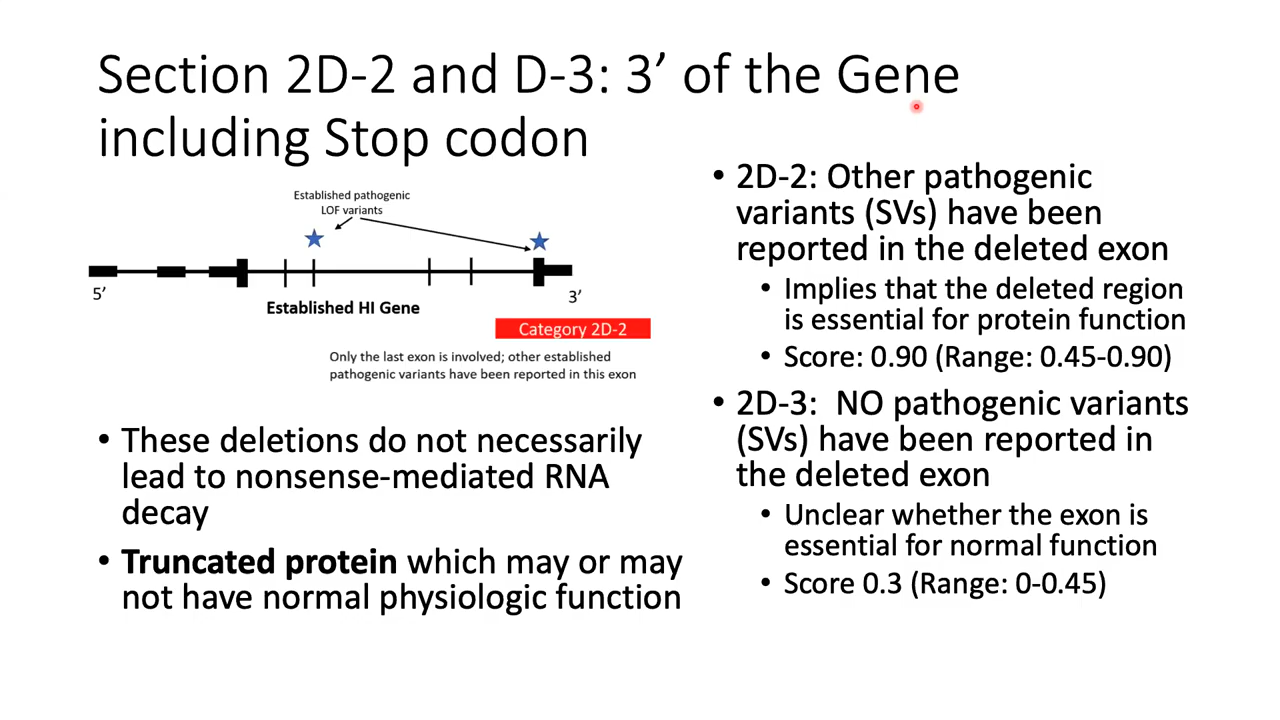 Section 2D-2 and D-3: 3’ of the Gene
including Stop codon
Established pathogenic
LOF variants
5’
3’
Established HI Gene
Category 2D-2
Only the last exon is involved; other established
pathogenic variants have been reported in this exon
• These deletions do not necessarily
lead to nonsense-mediated RNA
decay
• Truncated protein which may or may
not have normal physiologic function
• 2D-2: Other pathogenic
variants (SVs) have been
reported in the deleted exon
• Implies that the deleted region
is essential for protein function
• Score: 0.90 (Range: 0.45-0.90)
• 2D-3:  NO pathogenic variants
(SVs) have been reported in
the deleted exon
• Unclear whether the exon is
essential for normal function
• Score 0.3 (Range: 0-0.45)